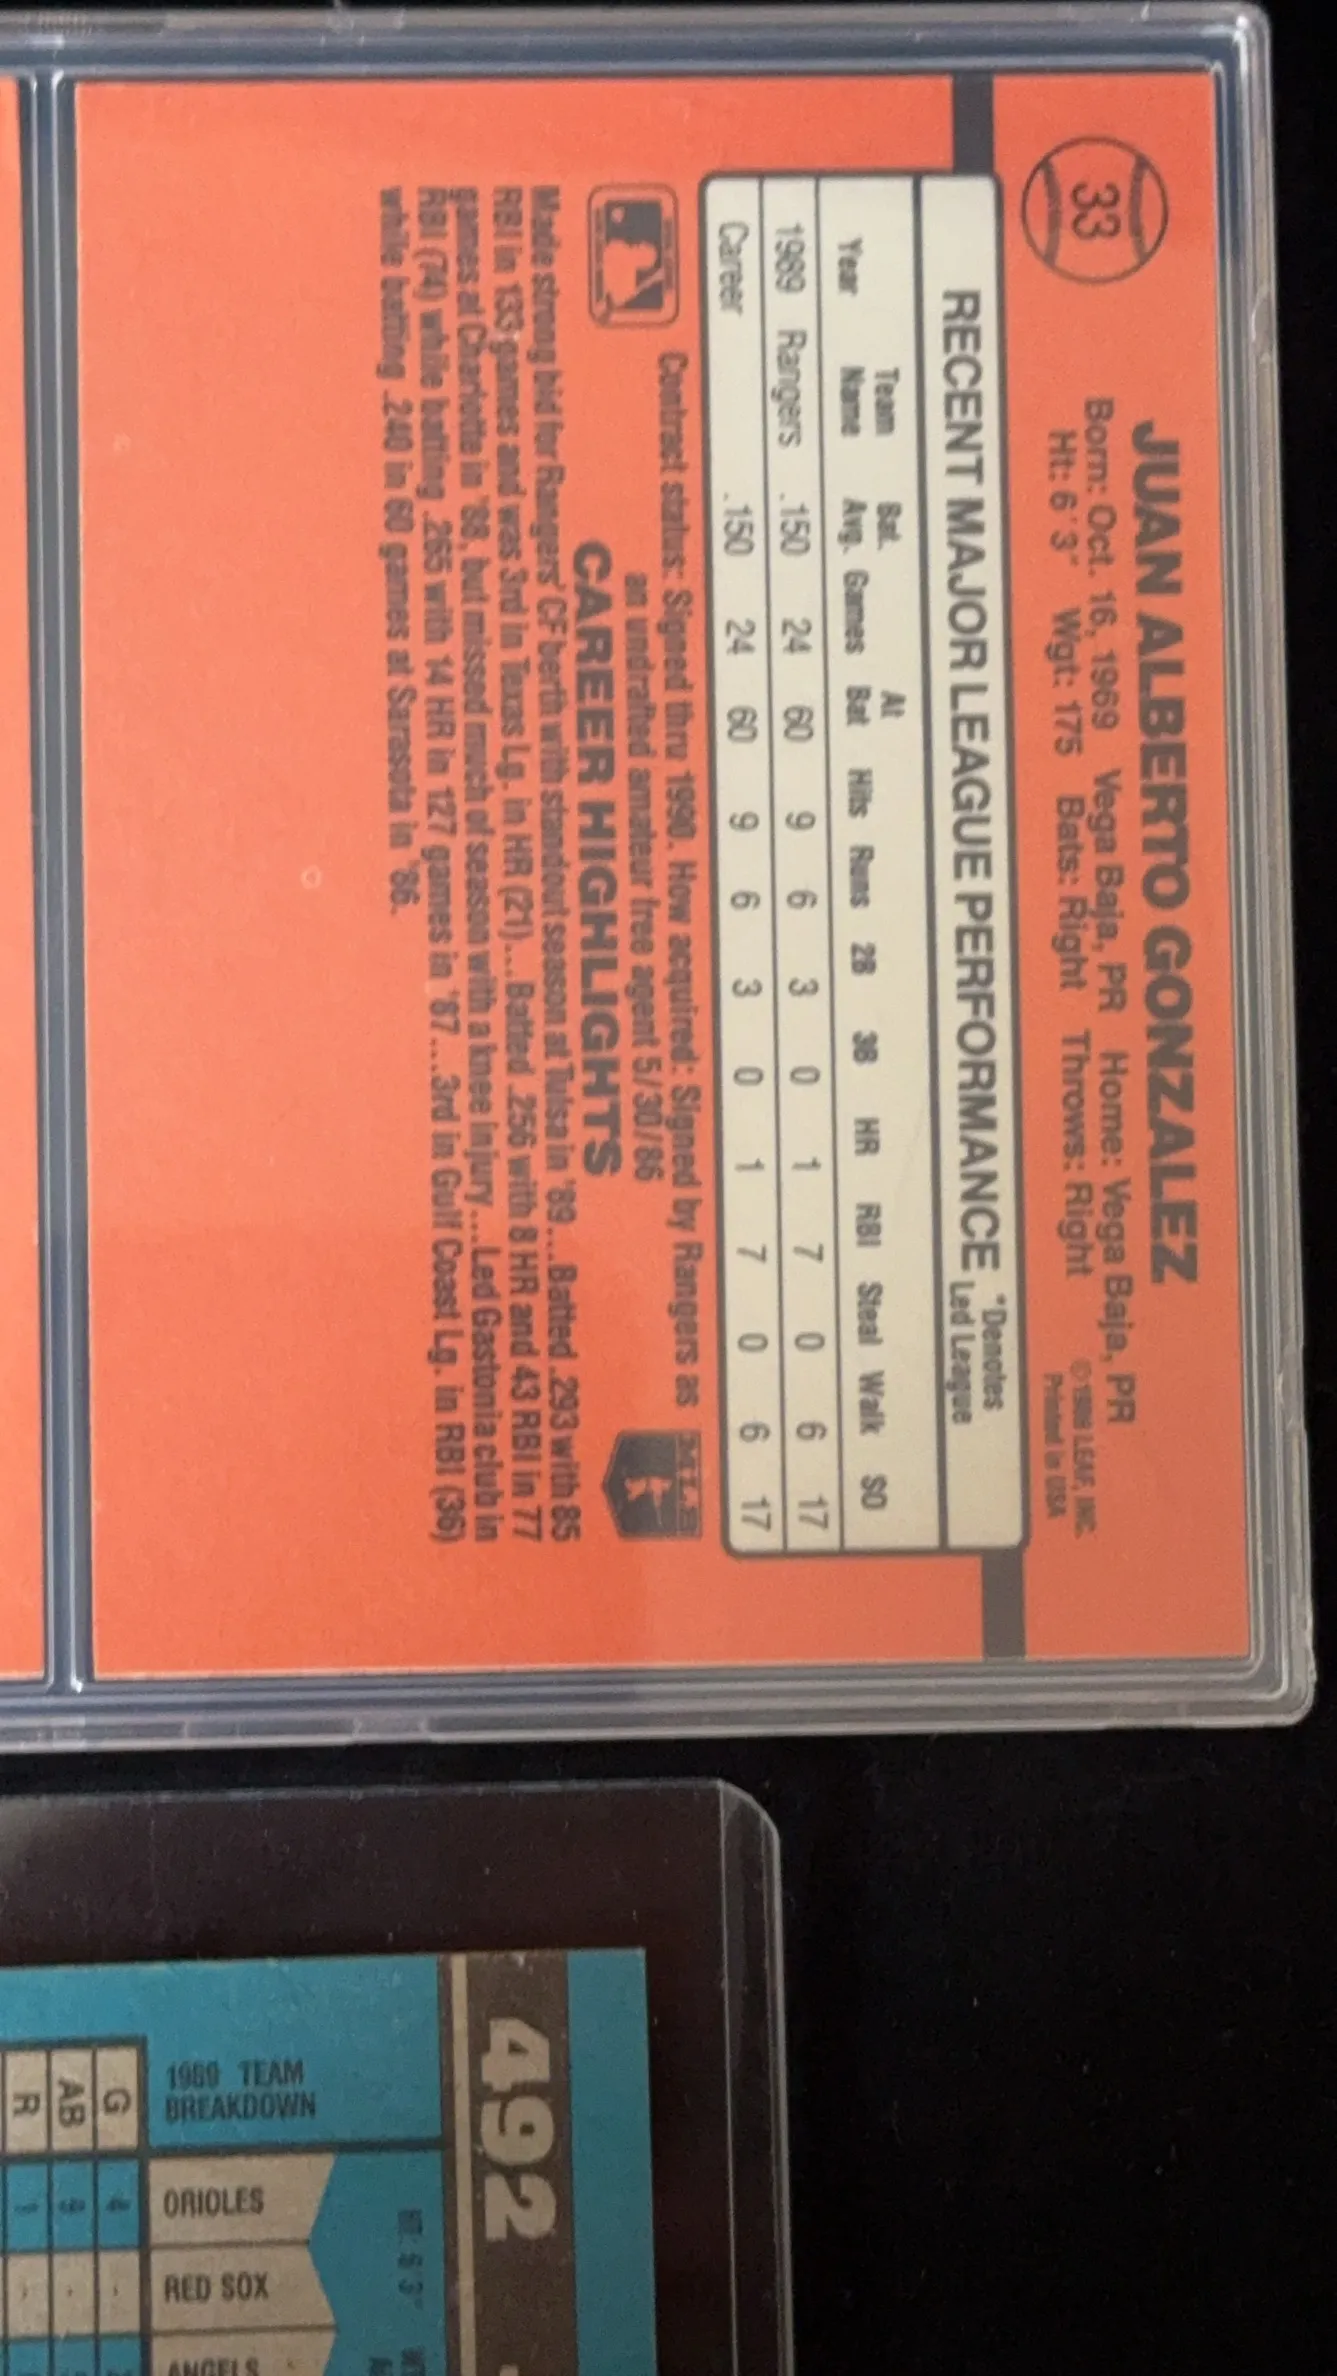 33
JUAN ALBERTO GONZALEZ
Born: Oct. 16, 1969 Vega Baja, PR Home: Vega Baja, PR
Ht: 6'3" Wgt: 175 Bats: Right Throws: Right
LEAF, INC.
Printed in USA
RECENT MAJOR LEAGUE PERFORMANCE
*Denotes
Led League
Team Bat. At
Year Name Avg. Games Bat Hits Runs 2B 3B HR RBI Steal Walk SO
1989 Rangers .150 24 60 9 6 3 0 1 7 0 6 17
Career .150 24 60 9 6 3 0 1 7 0 6 17
Contract status: Signed thru 1990. How acquired: Signed by Rangers as
an undrafted amateur free agent 5/30/86
CAREER HIGHLIGHTS
Made strong bid for Rangers' CF berth with standout season at Tulsa in '89....Batted .293 with 85
RBI in 133 games and was 3rd in Texas Lg. in HR (21)...Batted .256 with 8 HR and 43 RBI in 77
games at Charlotte in '88, but missed much of season with a knee injury...Led Gastonia club in
RBI (74) while batting .265 with 14 HR in 127 games in '87....3rd in Gulf Coast Lg. in RBI (36)
while batting .240 in 60 games at Sarasota in '86.
492
HT: 6'3"
1989 TEAM
BREAKDOWN
ORIOLES
RED SOX
ANGELS
G
AB
R